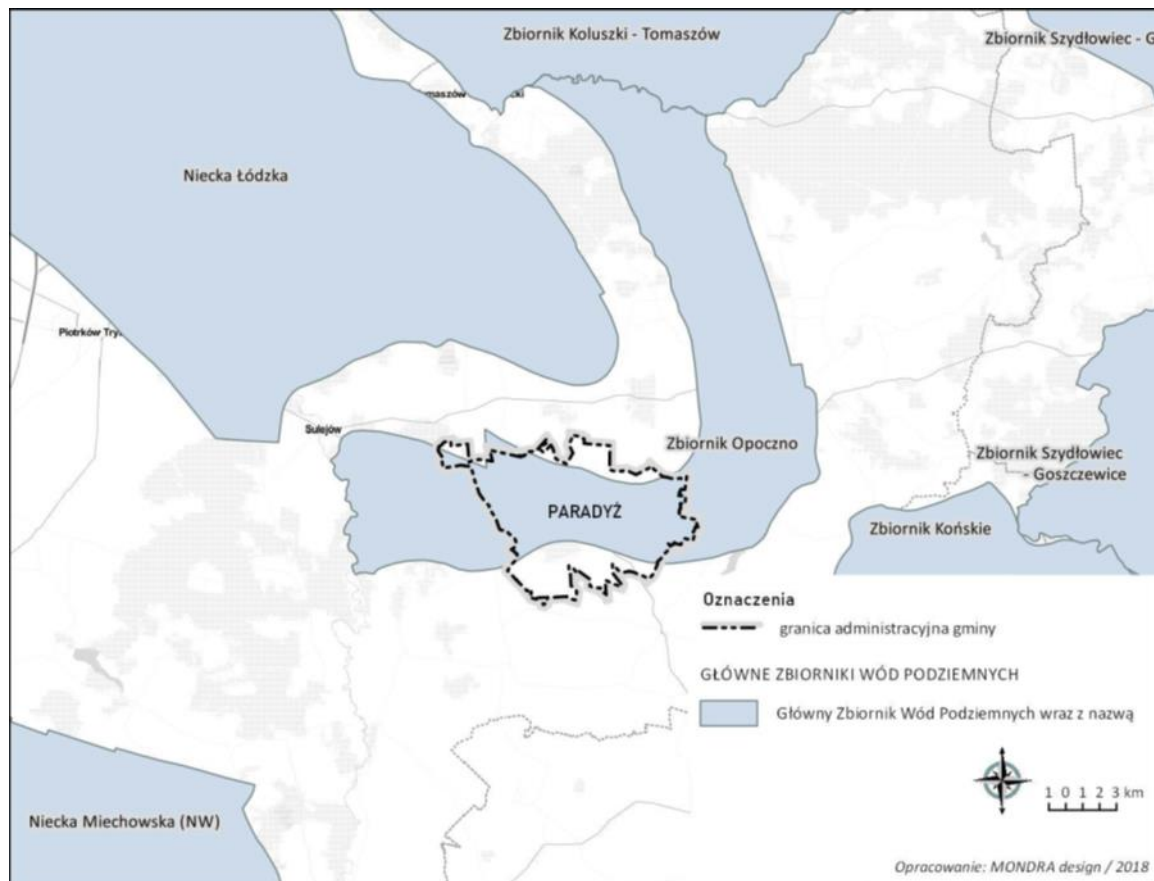 Zbiornik Koluszki - Tomaszów
Zbiornik Szydłowiec - G
Niecka Łódzka
Piotrków Try
Sulejów
Zbiornik Opoczno
Zbiornik Szydłowiec
- Goszczewice
PARADYŻ
Zbiornik Końskie
Oznaczenia
granica administracyjna gminy
GŁÓWNE ZBIORNIKI WÓD PODZIEMNYCH
Główny Zbiornik Wód Podziemnych wraz z nazwą
1 0 1 2 3 km
Niecka Miechowska (NW)
Opracowanie: MONDRA design / 2018